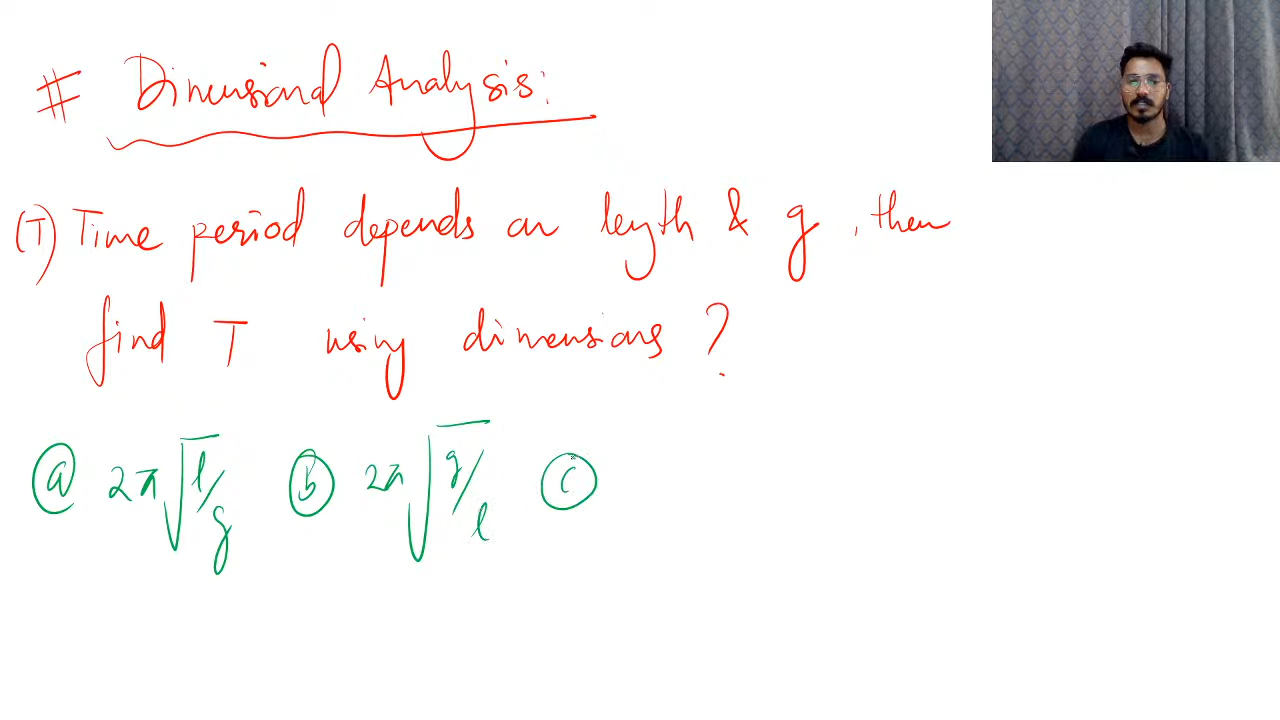 # Dimensional Analysis:
(T) Time period depends on length & g, then
find T using dimensions ?
(a) 2π√l/g (b) 2π√g/l (c)